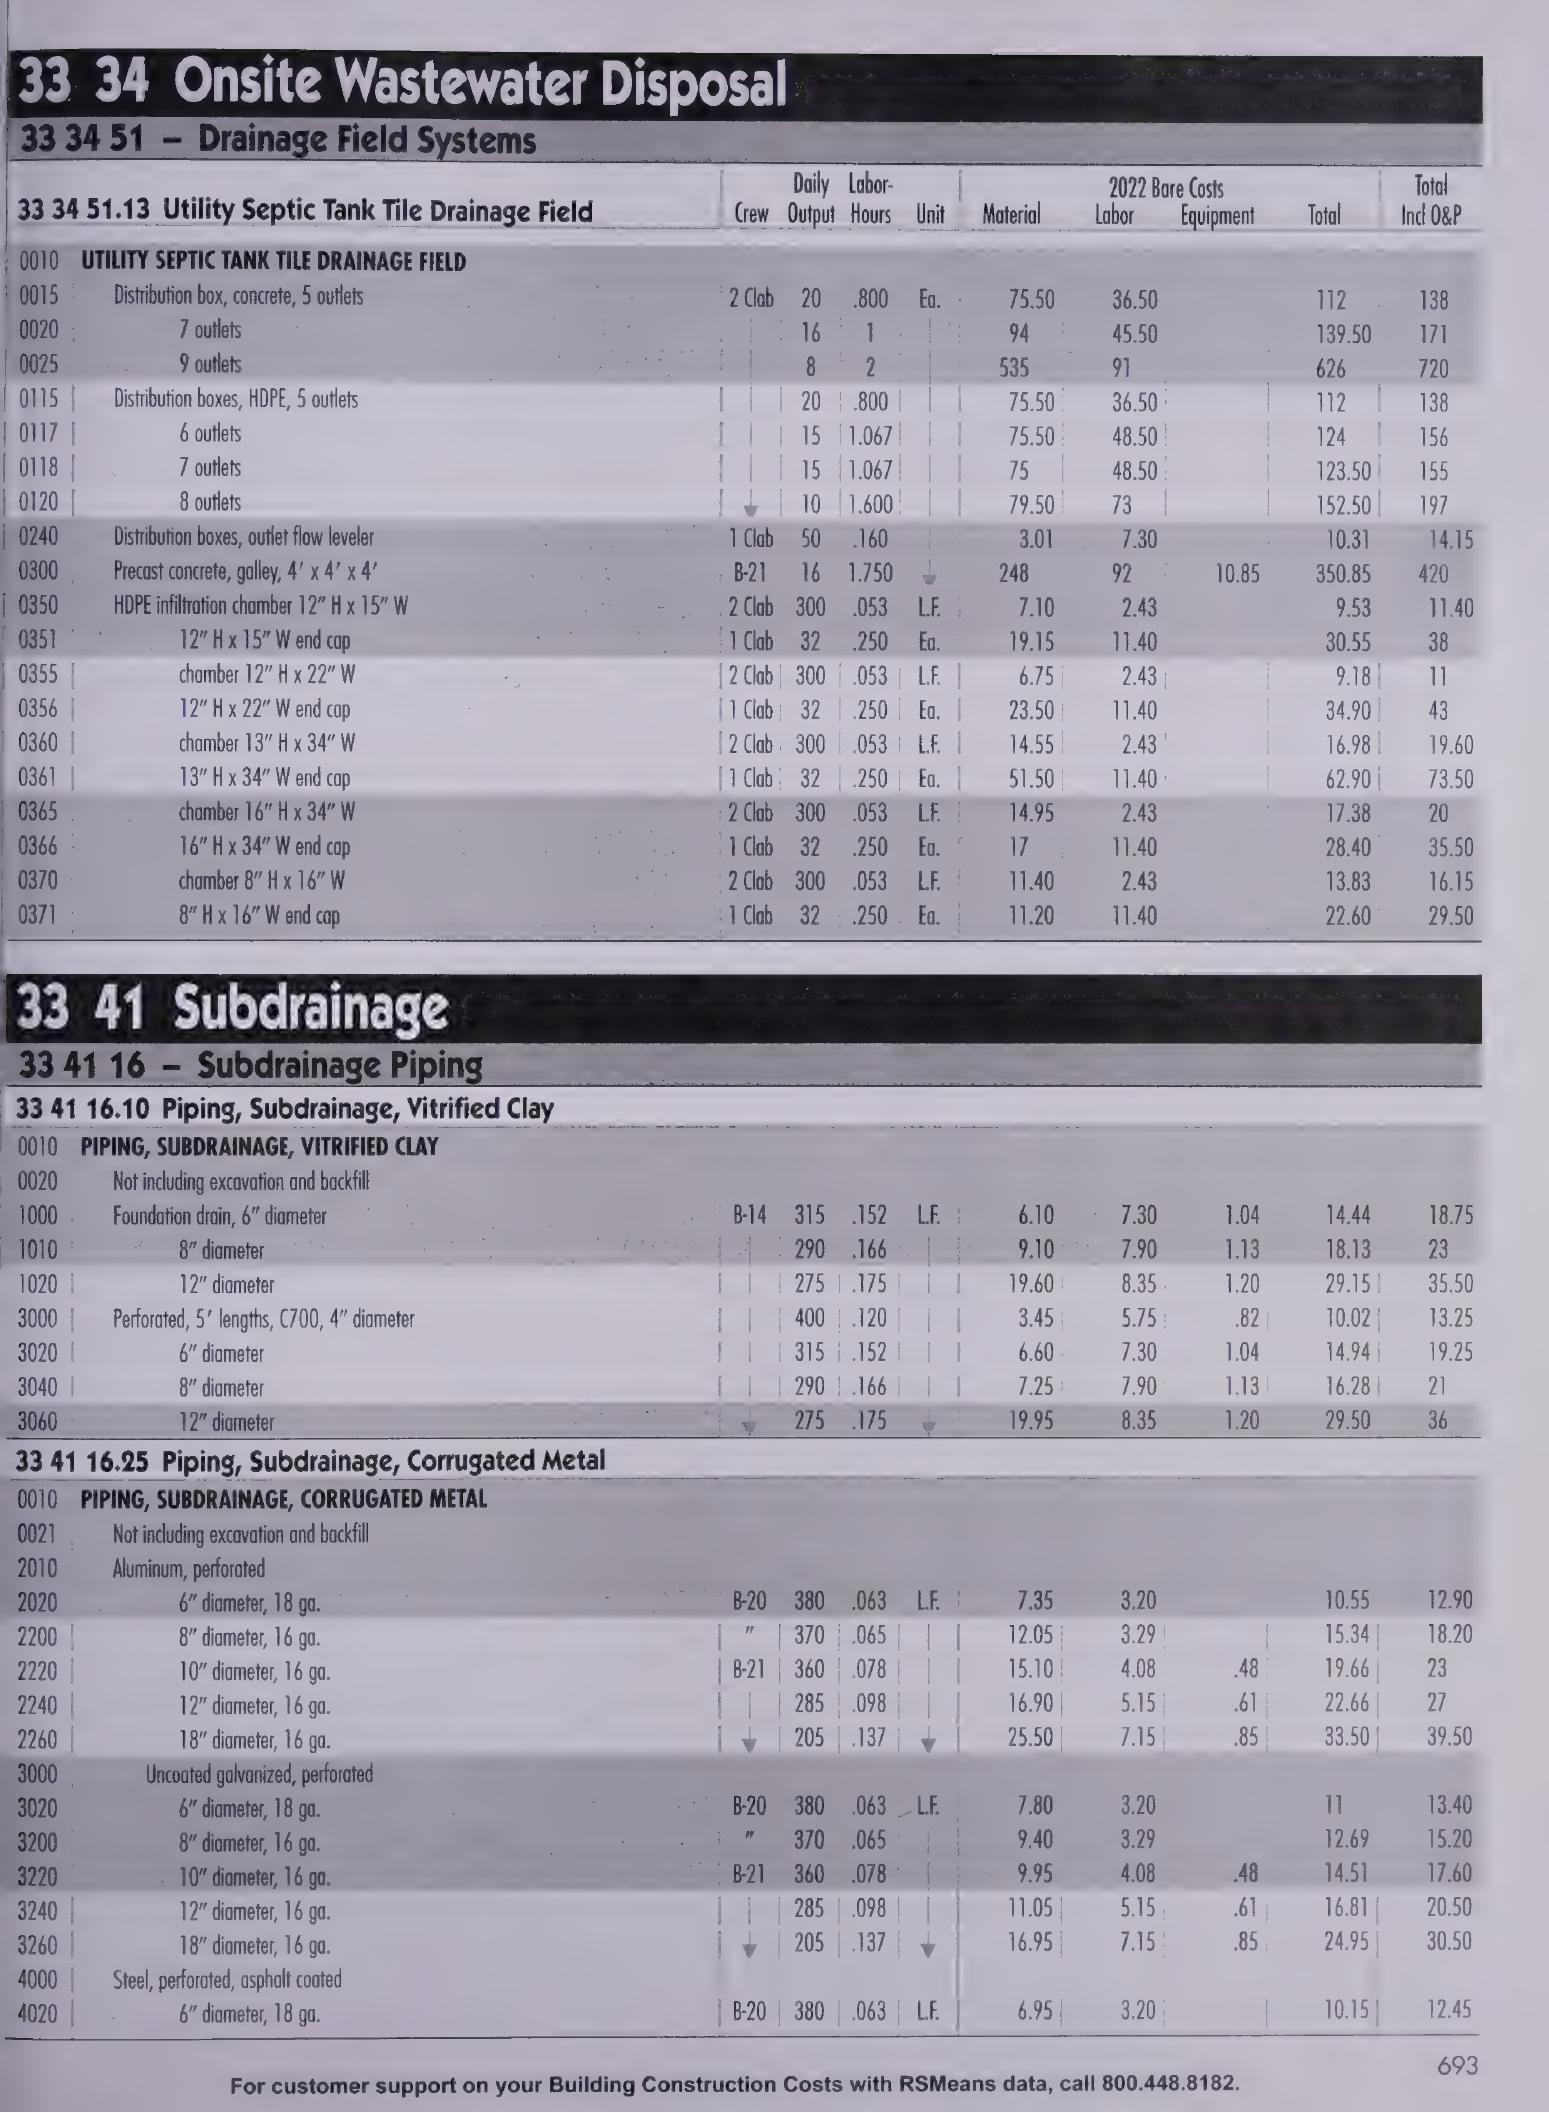 33 34 Onsite Wastewater Disposal
33 34 51 – Drainage Field Systems
33 34 51.13 Utility Septic Tank Tile Drainage Field Crew Daily Output Labor-Hours Unit Material 2022 Bare Costs Labor Equipment Total Total Incl O&P
0010 UTILITY SEPTIC TANK TILE DRAINAGE FIELD
0015 Distribution box, concrete, 5 outlets 2 Clab 20 .800 Ea. 75.50 36.50 112 138
0020 7 outlets 16 1 94 45.50 139.50 171
0025 9 outlets 8 2 535 91 626 720
0115 Distribution boxes, HDPE, 5 outlets 20 .800 75.50 36.50 112 138
0117 6 outlets 15 1.067 75.50 48.50 124 156
0118 7 outlets 15 1.067 75 48.50 123.50 155
0120 8 outlets 10 1.600 79.50 73 152.50 197
0240 Distribution boxes, outlet flow leveler 1 Clab 50 .160 3.01 7.30 10.31 14.15
0300 Precast concrete, galley, 4' x 4' x 4' B-21 16 1.750 248 92 10.85 350.85 420
0350 HDPE infiltration chamber 12" H x 15" W 2 Clab 300 .053 L.F. 7.10 2.43 9.53 11.40
0351 12" H x 15" W end cap 1 Clab 32 .250 Ea. 19.15 11.40 30.55 38
0355 chamber 12" H x 22" W 2 Clab 300 .053 L.F. 6.75 2.43 9.18 11
0356 12" H x 22" W end cap 1 Clab 32 .250 Ea. 23.50 11.40 34.90 43
0360 chamber 13" H x 34" W 2 Clab 300 .053 L.F. 14.55 2.43 16.98 19.60
0361 13" H x 34" W end cap 1 Clab 32 .250 Ea. 51.50 11.40 62.90 73.50
0365 chamber 16" H x 34" W 2 Clab 300 .053 L.F. 14.95 2.43 17.38 20
0366 16" H x 34" W end cap 1 Clab 32 .250 Ea. 17 11.40 28.40 35.50
0370 chamber 8" H x 16" W 2 Clab 300 .053 L.F. 11.40 2.43 13.83 16.15
0371 8" H x 16" W end cap 1 Clab 32 .250 Ea. 11.20 11.40 22.60 29.50
33 41 Subdrainage
33 41 16 – Subdrainage Piping
33 41 16.10 Piping, Subdrainage, Vitrified Clay
0010 PIPING, SUBDRAINAGE, VITRIFIED CLAY
0020 Not including excavation and backfill
1000 Foundation drain, 6" diameter B-14 315 .152 L.F. 6.10 7.30 1.04 14.44 18.75
1010 8" diameter 290 .166 9.10 7.90 1.13 18.13 23
1020 12" diameter 275 .175 19.60 8.35 1.20 29.15 35.50
3000 Perforated, 5' lengths, C700, 4" diameter 400 .120 3.45 5.75 .82 10.02 13.25
3020 6" diameter 315 .152 6.60 7.30 1.04 14.94 19.25
3040 8" diameter 290 .166 7.25 7.90 1.13 16.28 21
3060 12" diameter 275 .175 19.95 8.35 1.20 29.50 36
33 41 16.25 Piping, Subdrainage, Corrugated Metal
0010 PIPING, SUBDRAINAGE, CORRUGATED METAL
0021 Not including excavation and backfill
2010 Aluminum, perforated
2020 6" diameter, 18 ga. B-20 380 .063 L.F. 7.35 3.20 10.55 12.90
2200 8" diameter, 16 ga. " 370 .065 12.05 3.29 15.34 18.20
2220 10" diameter, 16 ga. B-21 360 .078 15.10 4.08 .48 19.66 23
2240 12" diameter, 16 ga. 285 .098 16.90 5.15 .61 22.66 27
2260 18" diameter, 16 ga. 205 .137 25.50 7.15 .85 33.50 39.50
3000 Uncoated galvanized, perforated
3020 6" diameter, 18 ga. B-20 380 .063 L.F. 7.80 3.20 11 13.40
3200 8" diameter, 16 ga. " 370 .065 9.40 3.29 12.69 15.20
3220 10" diameter, 16 ga. B-21 360 .078 9.95 4.08 .48 14.51 17.60
3240 12" diameter, 16 ga. 285 .098 11.05 5.15 .61 16.81 20.50
3260 18" diameter, 16 ga. 205 .137 16.95 7.15 .85 24.95 30.50
4000 Steel, perforated, asphalt coated
4020 6" diameter, 18 ga. B-20 380 .063 L.F. 6.95 3.20 10.15 12.45
693
For customer support on your Building Construction Costs with RSMeans data, call 800.448.8182.